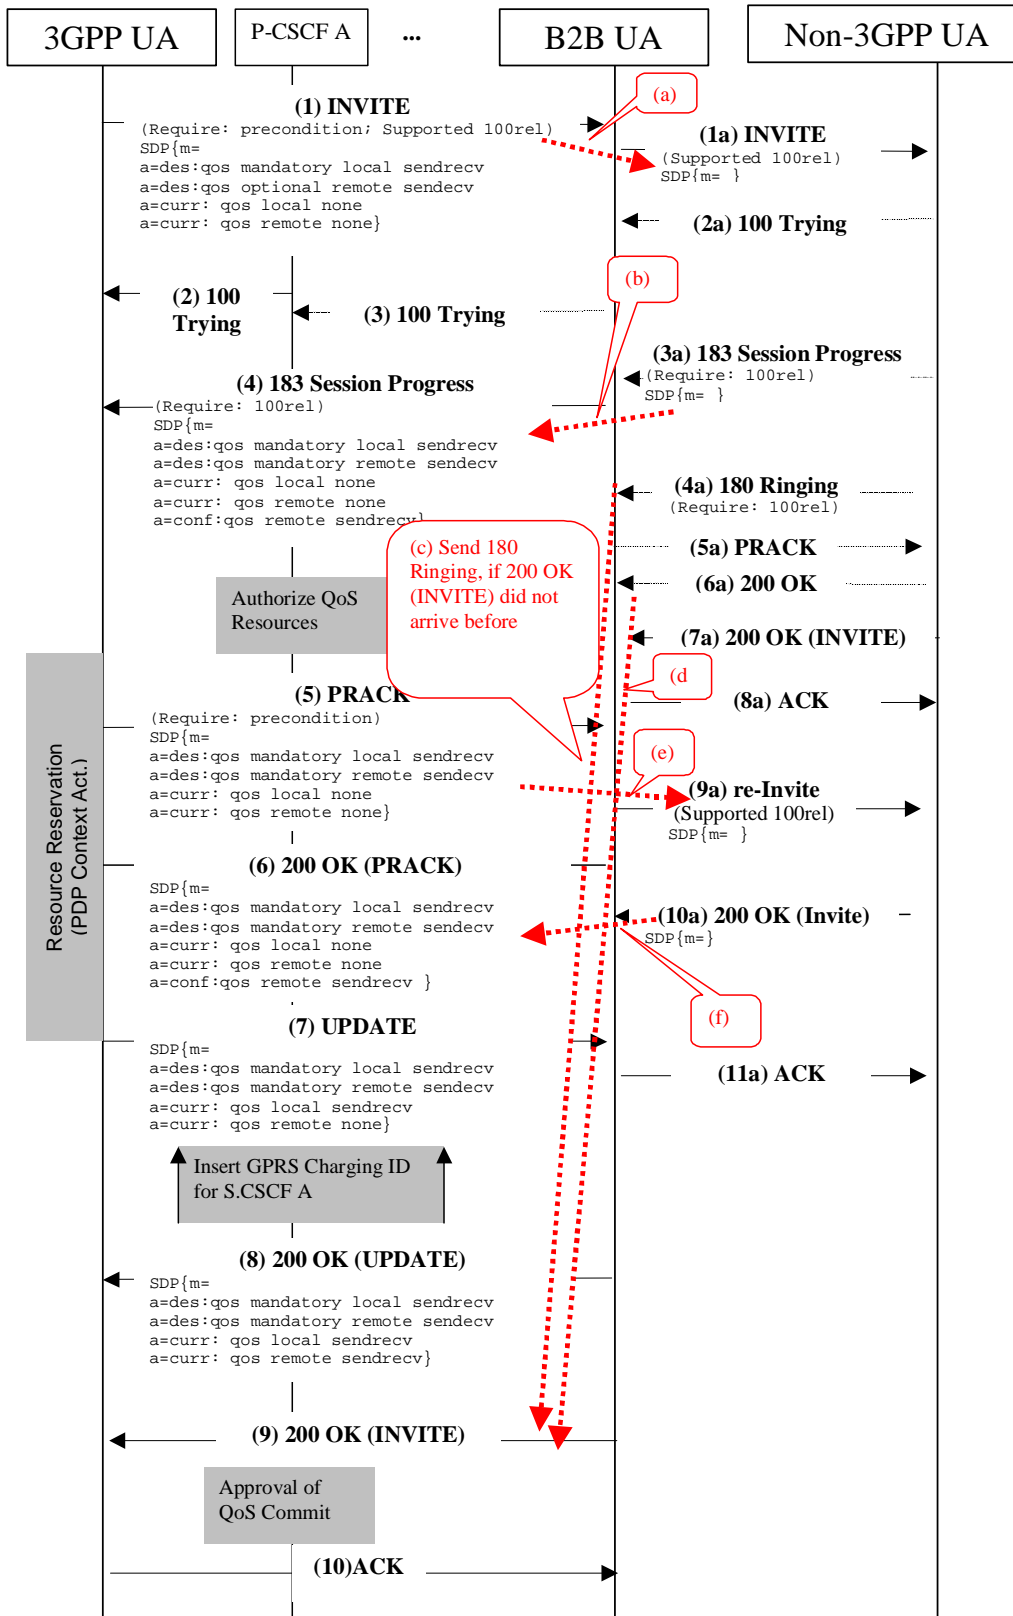 3GPP UA
P-CSCF A
...
B2B UA
Non-3GPP UA
(a)
(1) INVITE
(Require: precondition; Supported 100rel)
SDP{m=
a=des:qos mandatory local sendrecv
a=des:qos optional remote sendecv
a=curr: qos local none
a=curr: qos remote none}
(1a) INVITE
(Supported 100rel)
SDP{m= }
(2a) 100 Trying
(b)
(2) 100
Trying
(3) 100 Trying
(3a) 183 Session Progress
(Require: 100rel)
SDP{m= }
(4) 183 Session Progress
(Require: 100rel)
SDP{m=
a=des:qos mandatory local sendrecv
a=des:qos mandatory remote sendecv
a=curr: qos local none
a=curr: qos remote none
a=conf:qos remote sendrecv}
(4a) 180 Ringing
(Require: 100rel)
(5a) PRACK
(c) Send 180
Ringing, if 200 OK
(INVITE) did not
arrive before
(6a) 200 OK
Authorize QoS
Resources
(7a) 200 OK (INVITE)
(d
(8a) ACK
Resource Reservation
(PDP Context Act.)
(5) PRACK
(Require: precondition)
SDP{m=
a=des:qos mandatory local sendrecv
a=des:qos mandatory remote sendecv
a=curr: qos local none
a=curr: qos remote none}
(e)
(9a) re-Invite
(Supported 100rel)
SDP{m= }
(6) 200 OK (PRACK)
SDP{m=
a=des:qos mandatory local sendrecv
a=des:qos mandatory remote sendecv
a=curr: qos local none
a=curr: qos remote none
a=conf:qos remote sendrecv }
(10a) 200 OK (Invite)
SDP{m=}
(f)
(7) UPDATE
SDP{m=
a=des:qos mandatory local sendrecv
a=des:qos mandatory remote sendecv
a=curr: qos local sendrecv
a=curr: qos remote none}
(11a) ACK
Insert GPRS Charging ID
for S.CSCF A
(8) 200 OK (UPDATE)
SDP{m=
a=des:qos mandatory local sendrecv
a=des:qos mandatory remote sendecv
a=curr: qos local sendrecv
a=curr: qos remote sendrecv}
(9) 200 OK (INVITE)
Approval of
QoS Commit
(10)ACK